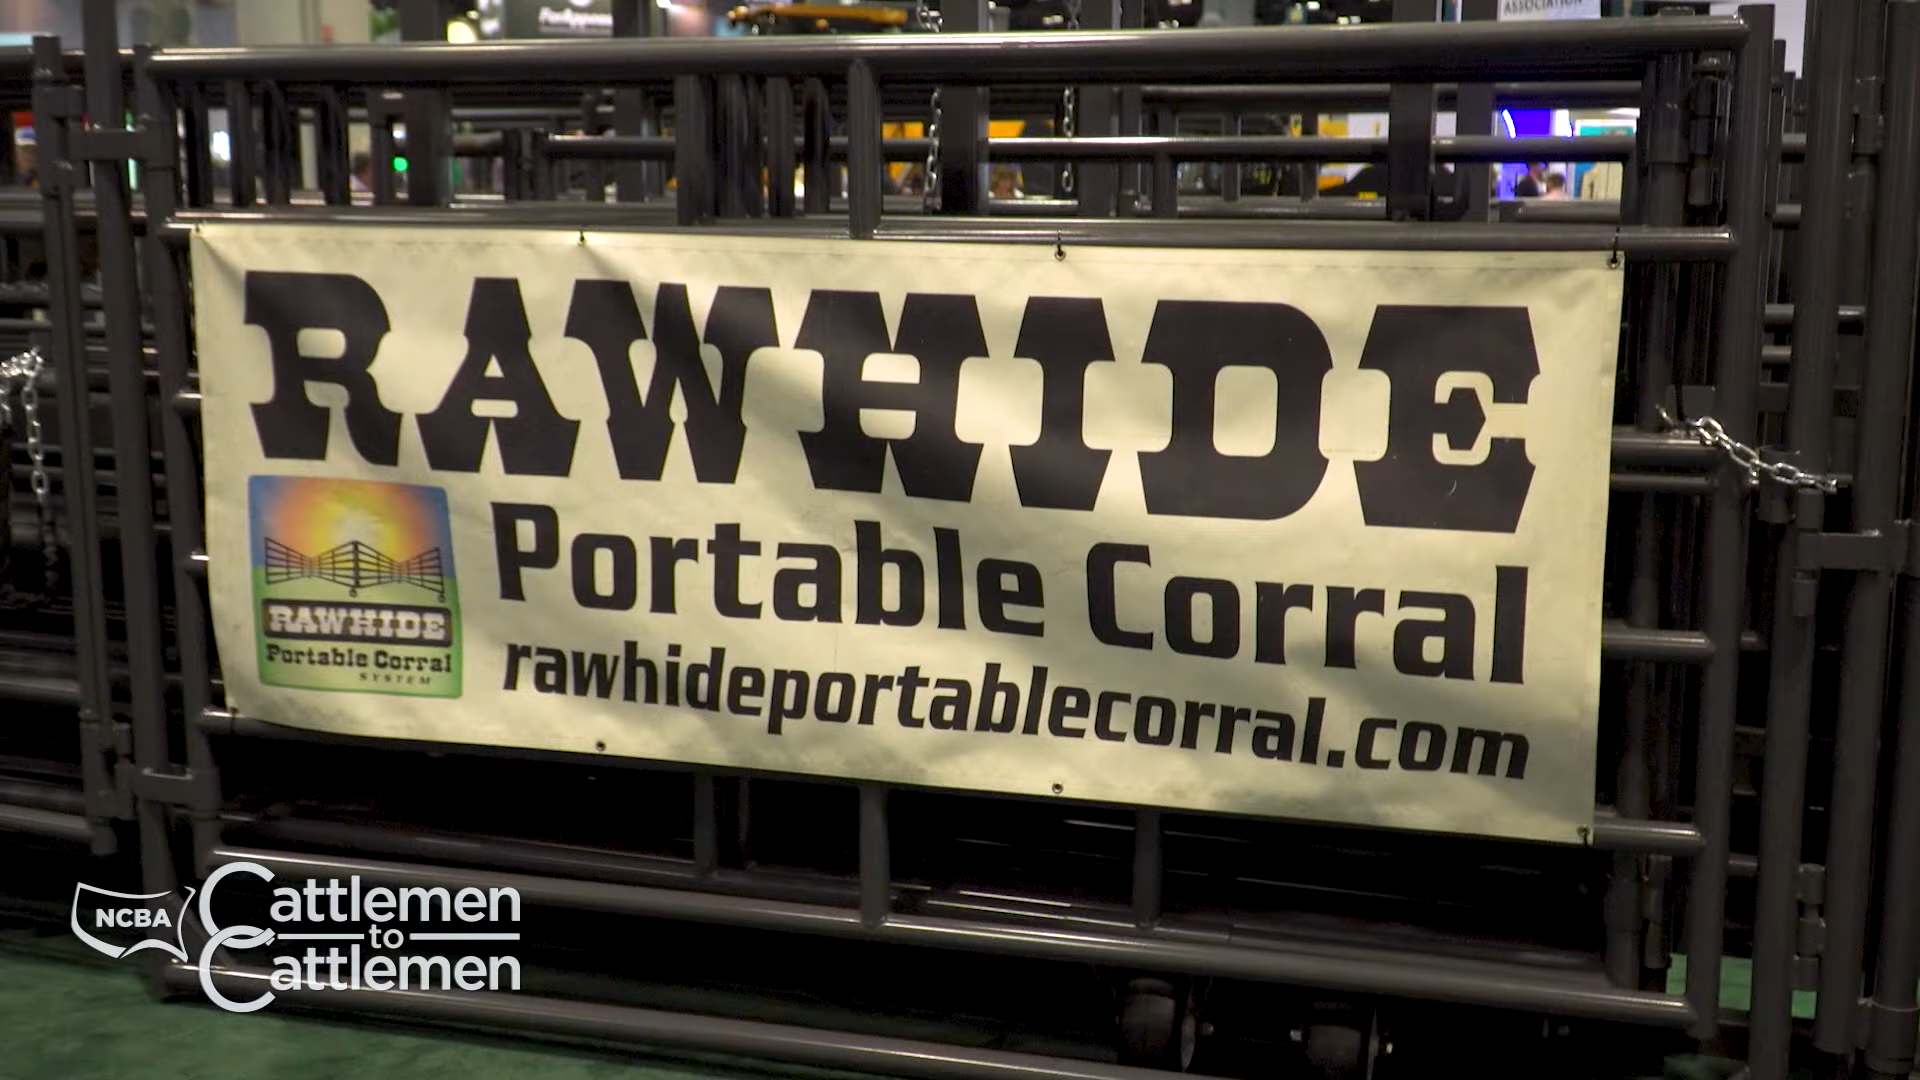 ASSOCIATION
RAWHIDE
Portable Corral
rawhideportablecorral.com
RAWHIDE
Portable Corral
SYSTEM
NCBA
Cattlemen
to
Cattlemen